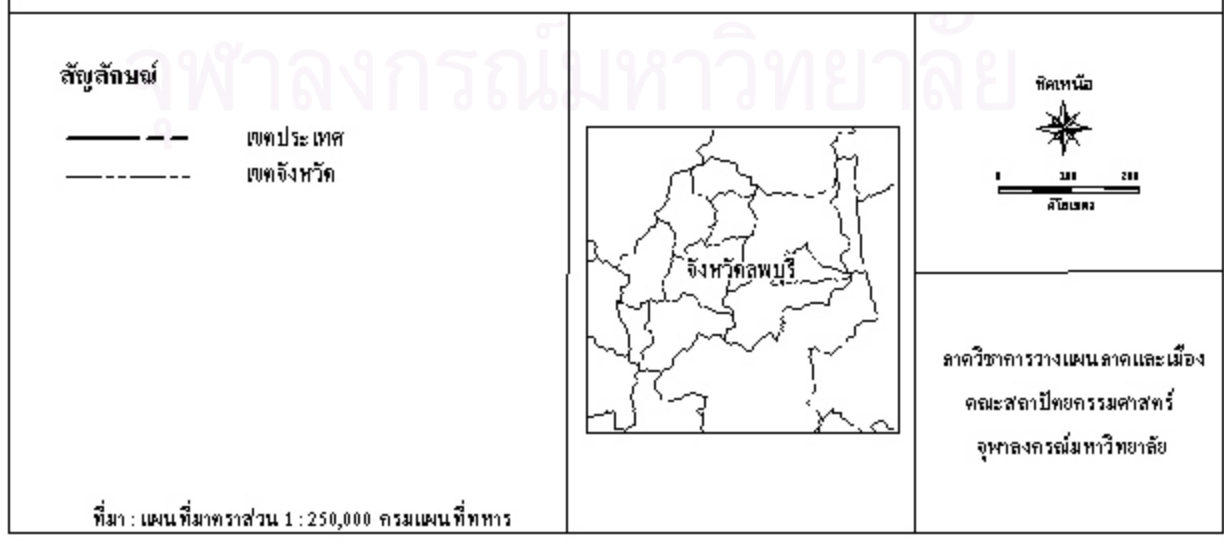 จุฬาลงกรณ์มหาวิทยาลัย
สัญลักษณ์
เขตประเทศ
เขตจังหวัด
ที่มา : แผนที่มาตราส่วน 1 : 250,000 กรมแผนที่ทหาร
จังหวัดลพบุรี
ทิศเหนือ
0 100 200
กิโลเมตร
ภาควิชาการวางแผนภาคและเมือง
คณะสถาปัตยกรรมศาสตร์
จุฬาลงกรณ์มหาวิทยาลัย